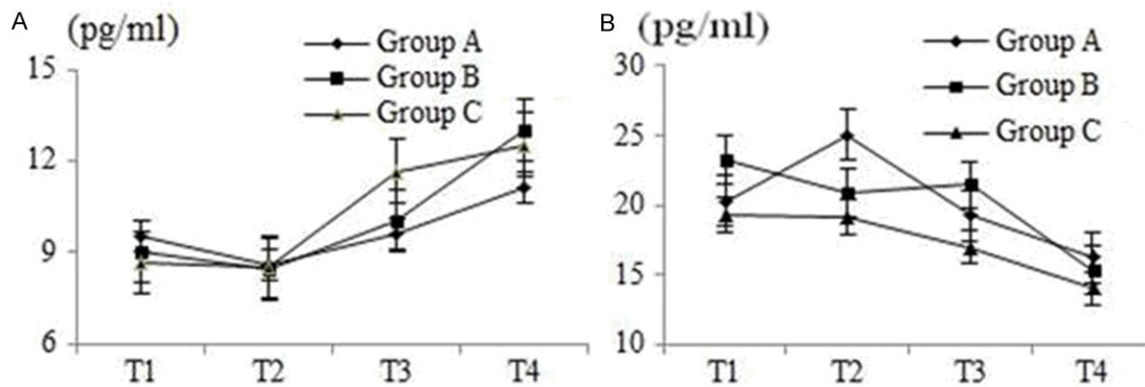 A
(pg/ml)
Group A
Group B
Group C
15
12
9
6
T1
T2
T3
T4
B
(pg/ml)
Group A
Group B
Group C
30
25
20
15
10
T1
T2
T3
T4